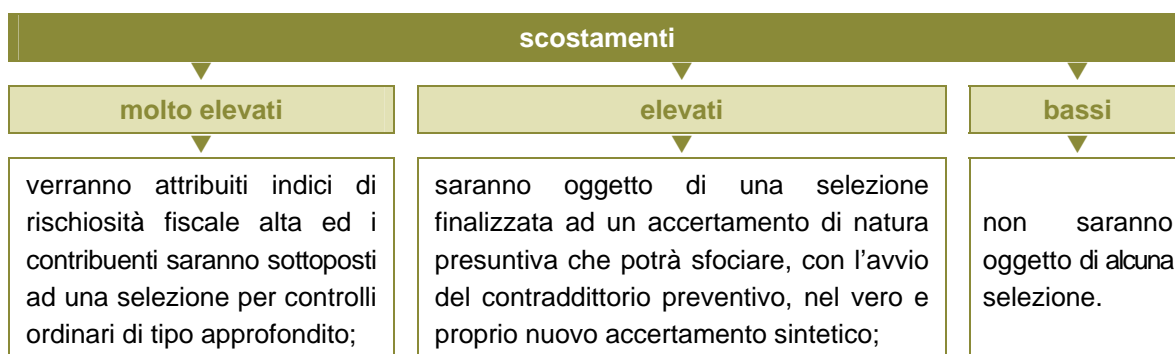 scostamenti
molto elevati
elevati
bassi
verranno attribuiti indici di
rischiosità fiscale alta ed i
contribuenti saranno sottoposti
ad una selezione per controlli
ordinari di tipo approfondito;
saranno oggetto di una selezione
finalizzata ad un accertamento di natura
presuntiva che potrà sfociare, con l’avvio
del contraddittorio preventivo, nel vero e
proprio nuovo accertamento sintetico;
non saranno
oggetto di alcuna
selezione.